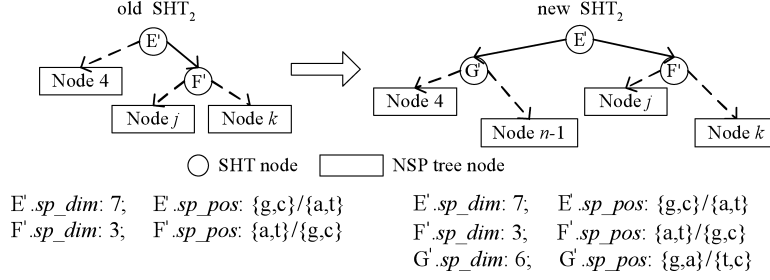 old SHT₂ new SHT₂
E' E'
F' G' F'
Node 4 Node 4 Node j
Node j Node k Node n-1 Node k
SHT node NSP tree node
E'.sp_dim: 7; E'.sp_pos: {g,c}/{a,t} E'.sp_dim: 7; E'.sp_pos: {g,c}/{a,t}
F'.sp_dim: 3; F'.sp_pos: {a,t}/{g,c} F'.sp_dim: 3; F'.sp_pos: {a,t}/{g,c}
G'.sp_dim: 6; G'.sp_pos: {g,a}/{t,c}